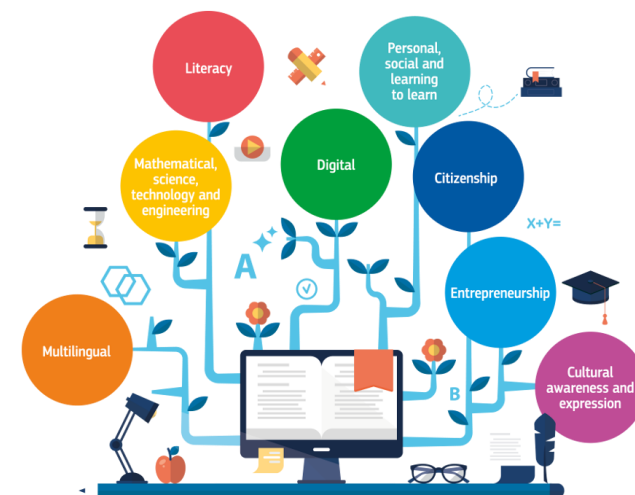 Literacy
Personal,
social and
learning
to learn
Mathematical,
science,
technology and
engineering
Digital
Citizenship
X+Y=
A
Entrepreneurship
Multilingual
Cultural
awareness and
expression
B